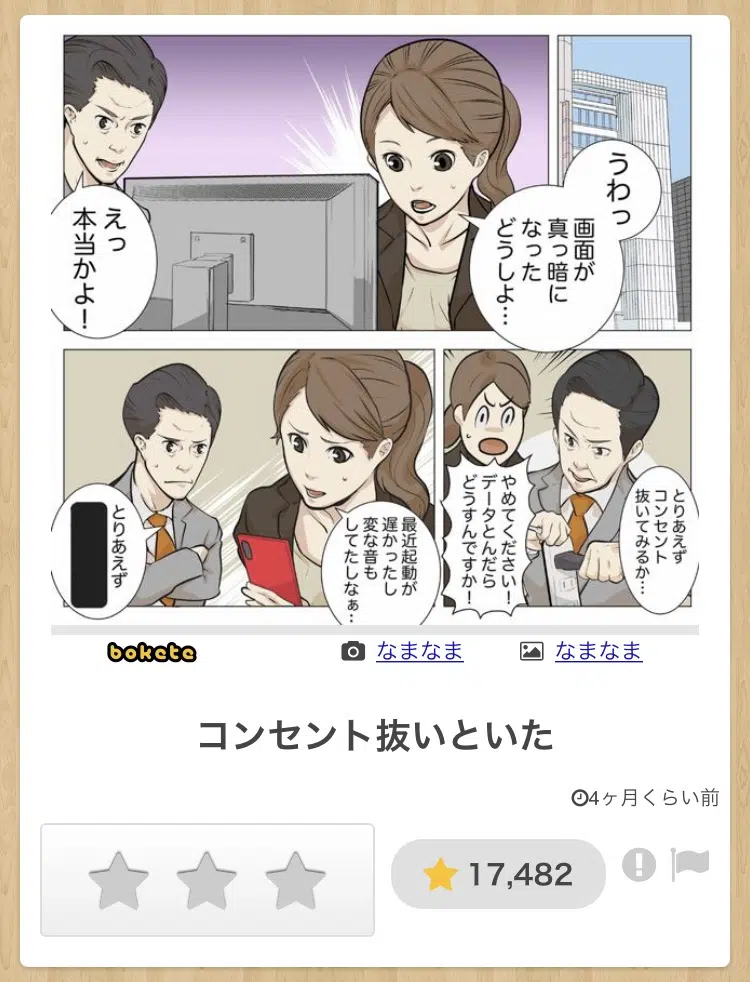 うわっ
画面が
真っ暗に
なった
どうしよ…
えっ
本当かよ！
とりあえず
コンセント
抜いてみるか…
やめてください！
データとんだら
どうすんですか！
最近起動が
遅かったし
変な音も
してたしなぁ…
とりあえず
bokete
なまなま
なまなま
コンセント抜いといた
4ヶ月くらい前
17,482